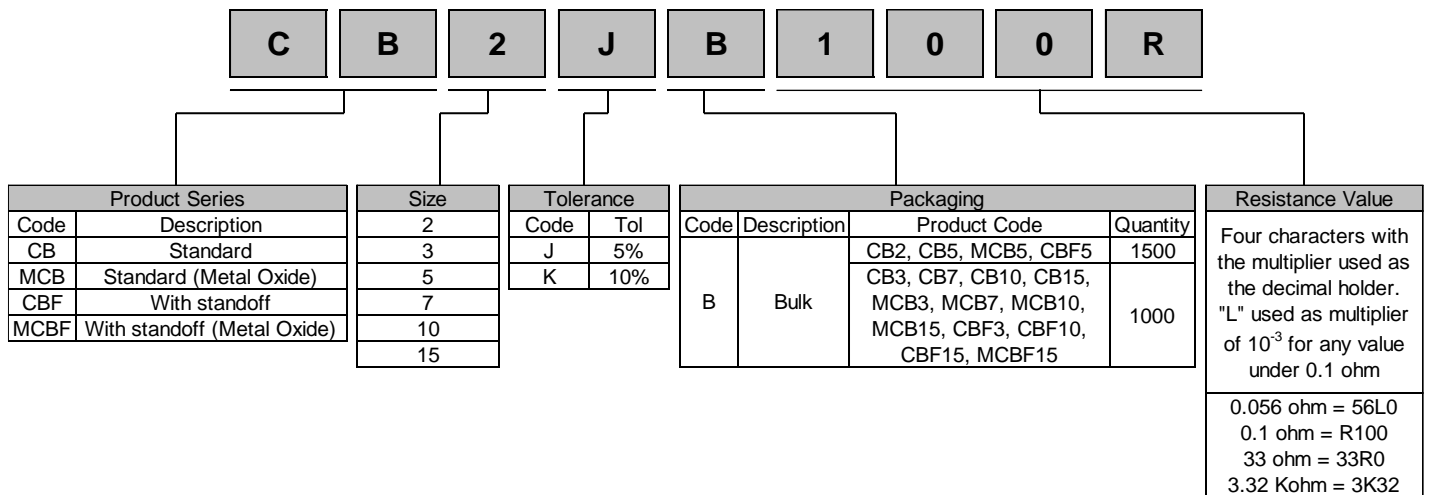 C B 2 J B 1 0 0 R
Product Series
Code Description
CB Standard
MCB Standard (Metal Oxide)
CBF With standoff
MCBF With standoff (Metal Oxide)
Size
2
3
5
7
10
15
Tolerance
Code Tol
J 5%
K 10%
Packaging
Code Description Product Code Quantity
CB2, CB5, MCB5, CBF5 1500
B Bulk
CB3, CB7, CB10, CB15,
MCB3, MCB7, MCB10,
MCB15, CBF3, CBF10,
CBF15, MCBF15
1000
Resistance Value
Four characters with
the multiplier used as
the decimal holder.
"L" used as multiplier
of 10⁻³ for any value
under 0.1 ohm
0.056 ohm = 56L0
0.1 ohm = R100
33 ohm = 33R0
3.32 Kohm = 3K32